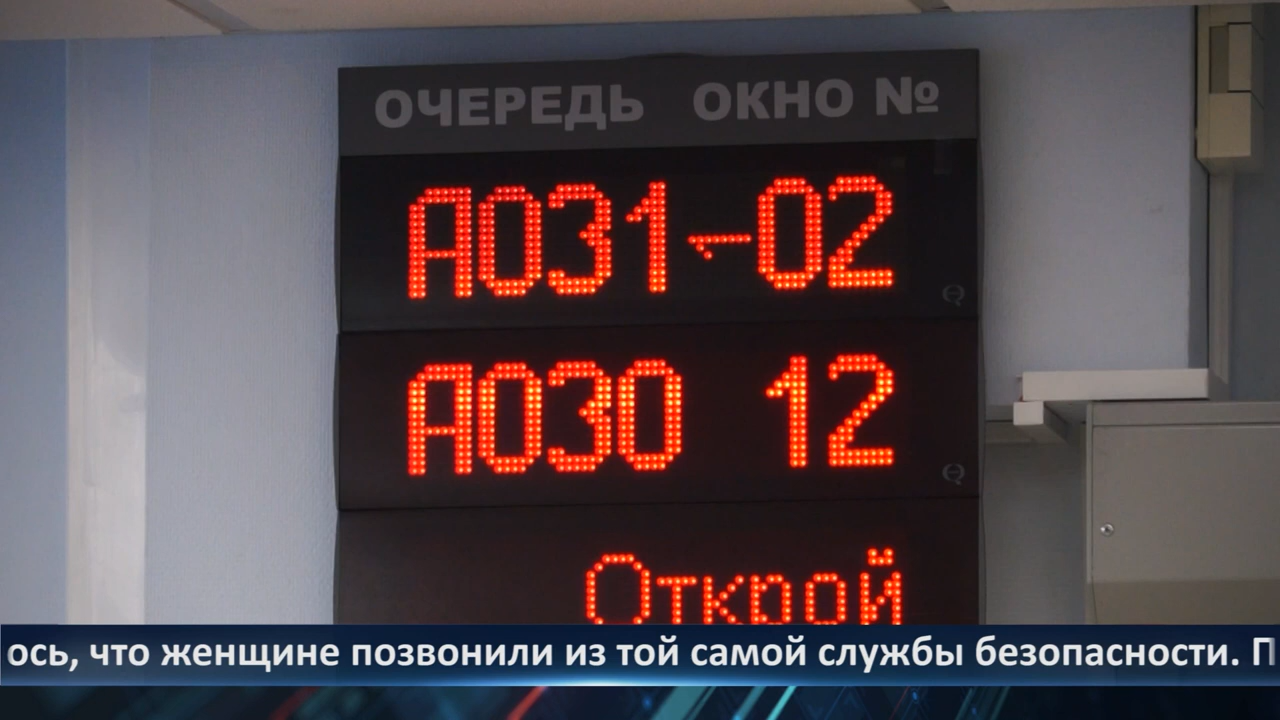 ОЧЕРЕДЬ ОКНО №
А031 02
А030 12
Открой
ось, что женщине позвонили из той самой службы безопасности. П